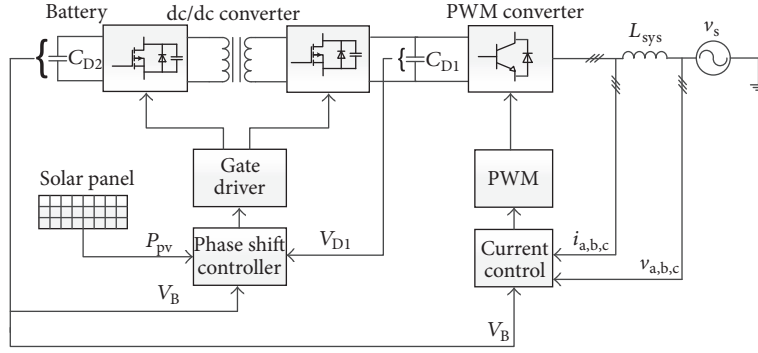 Battery
dc/dc converter
PWM converter
C_D2
C_D1
L_sys
v_s
Gate
driver
PWM
Solar panel
P_pv
Phase shift
controller
V_D1
Current
control
i_a,b,c
v_a,b,c
V_B
V_B